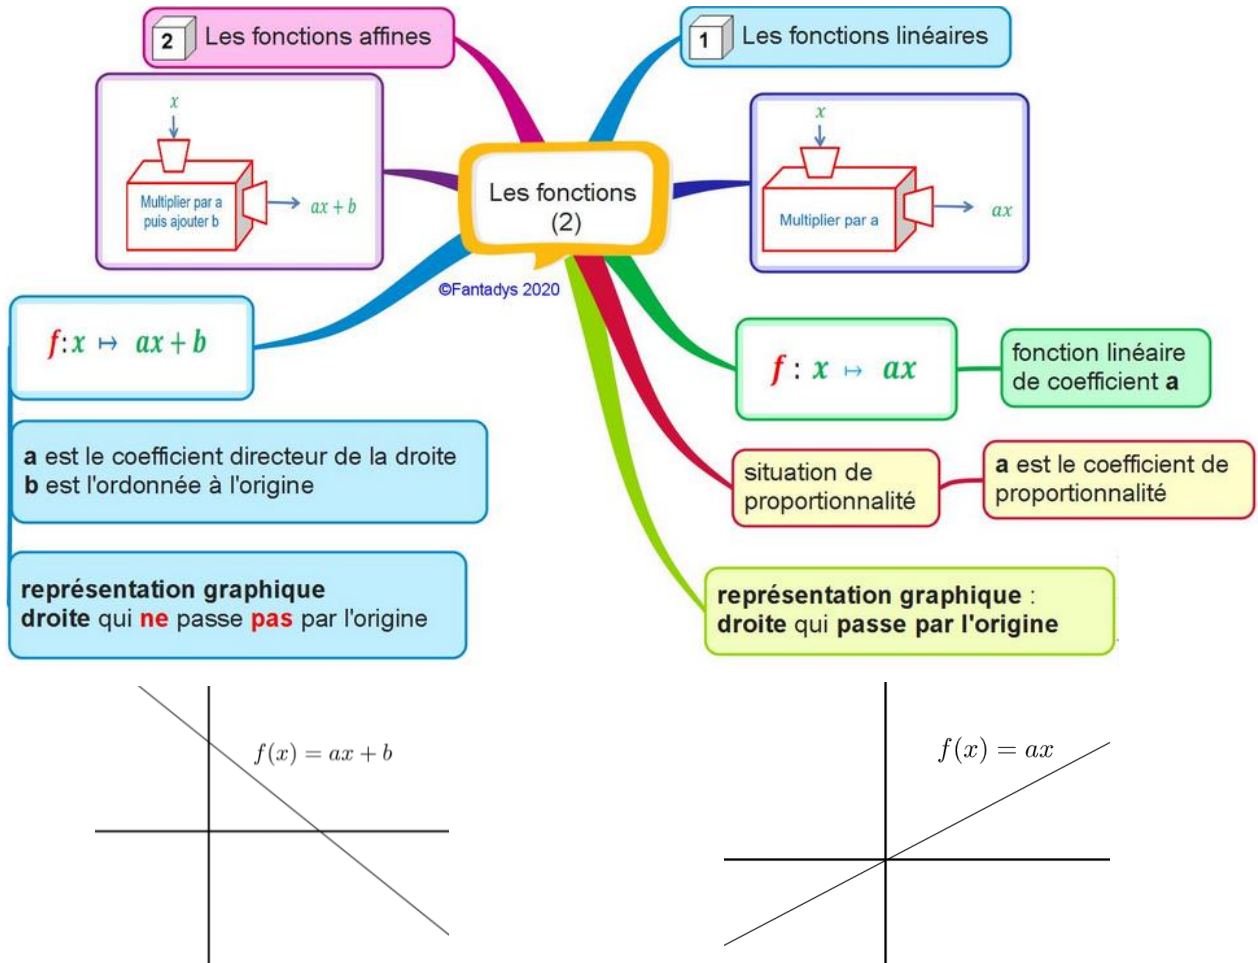 2 Les fonctions affines
1 Les fonctions linéaires
x
Multiplier par a
puis ajouter b
ax + b
x
Multiplier par a
ax
Les fonctions
(2)
©Fantadys 2020
f: x ↦ ax + b
a est le coefficient directeur de la droite
b est l'ordonnée à l'origine
représentation graphique
droite qui ne passe pas par l'origine
f : x ↦ ax
fonction linéaire
de coefficient a
situation de
proportionnalité
a est le coefficient de
proportionnalité
représentation graphique :
droite qui passe par l'origine
f(x) = ax + b
f(x) = ax